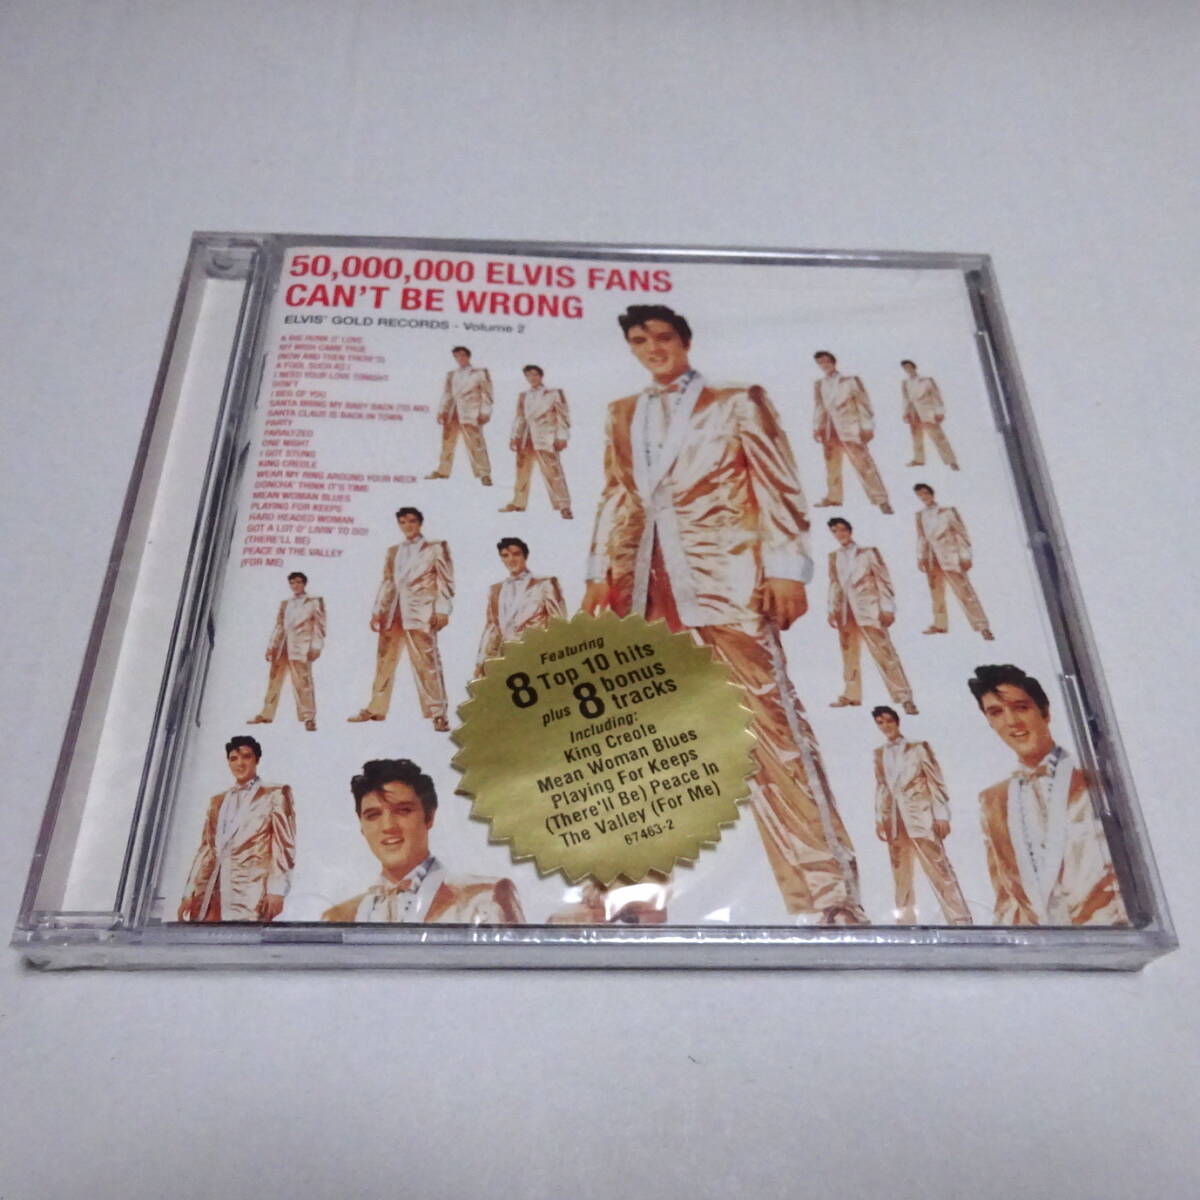 50,000,000 ELVIS FANS
CAN'T BE WRONG
ELVIS' GOLD RECORDS - Volume 2
A BIG HUNK O' LOVE
MY WISH CAME TRUE
(NOW AND THEN THERE'S)
A FOOL SUCH AS I
I NEED YOUR LOVE TONIGHT
DON'T
I BEG OF YOU
SANTA BRING MY BABY BACK (TO ME)
SANTA CLAUS IS BACK IN TOWN
PARTY
PARALYZED
ONE NIGHT
I GOT STUNG
KING CREOLE
WEAR MY RING AROUND YOUR NECK
DONCHA' THINK IT'S TIME
MEAN WOMAN BLUES
PLAYING FOR KEEPS
HARD HEADED WOMAN
GOT A LOT O' LIVIN' TO DO!
(THERE'LL BE)
PEACE IN THE VALLEY
(FOR ME)
Featuring
8 Top 10 hits
plus 8 bonus
tracks
Including:
King Creole
Mean Woman Blues
Playing For Keeps
(There'll Be) Peace In
The Valley (For Me)
67463-2